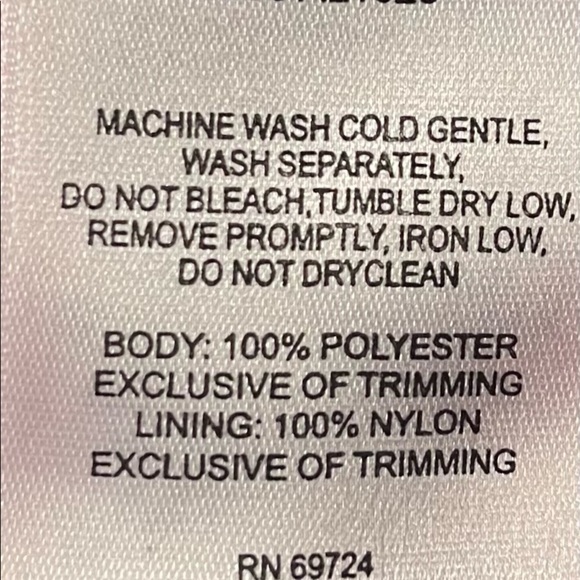 MACHINE WASH COLD GENTLE,
WASH SEPARATELY,
DO NOT BLEACH,TUMBLE DRY LOW,
REMOVE PROMPTLY, IRON LOW,
DO NOT DRYCLEAN
BODY: 100% POLYESTER
EXCLUSIVE OF TRIMMING
LINING: 100% NYLON
EXCLUSIVE OF TRIMMING
RN 69724